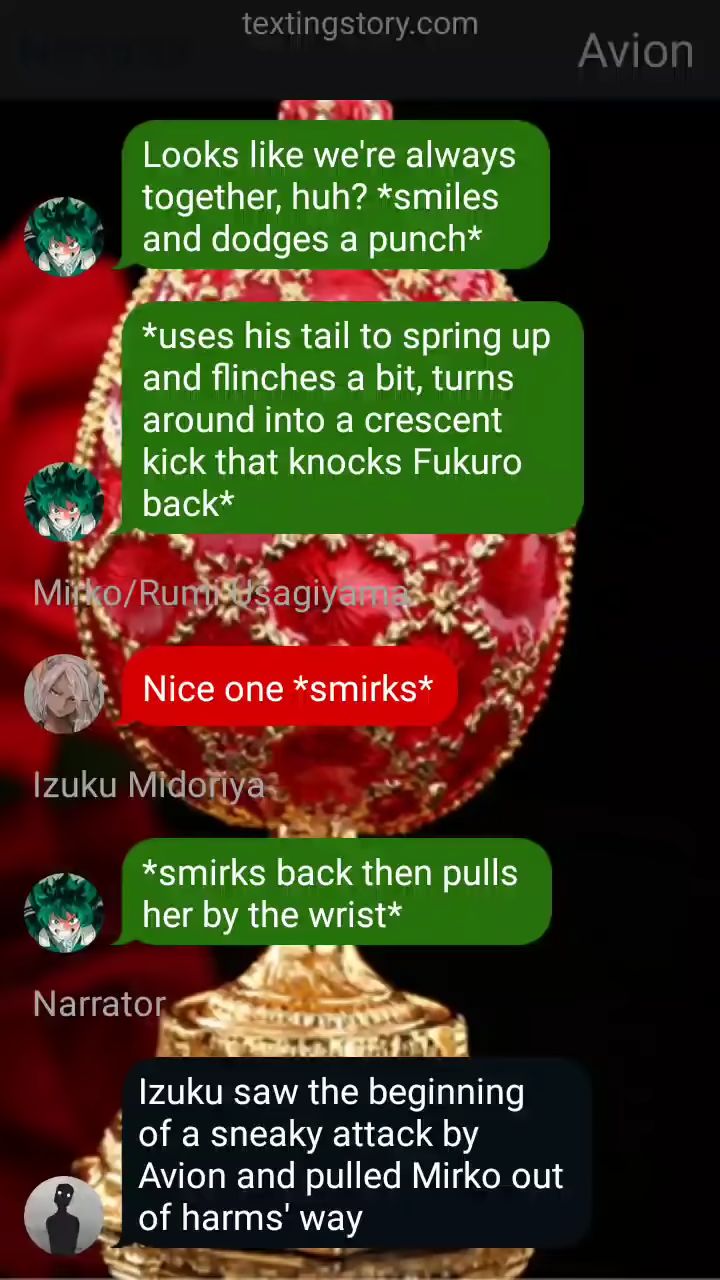 textingstory.com
Avion
Looks like we're always
together, huh? *smiles
and dodges a punch*
*uses his tail to spring up
and flinches a bit, turns
around into a crescent
kick that knocks Fukuro
back*
Mirko/Rumi Usagiyama
Nice one *smirks*
Izuku Midoriya
*smirks back then pulls
her by the wrist*
Narrator
Izuku saw the beginning
of a sneaky attack by
Avion and pulled Mirko out
of harms' way